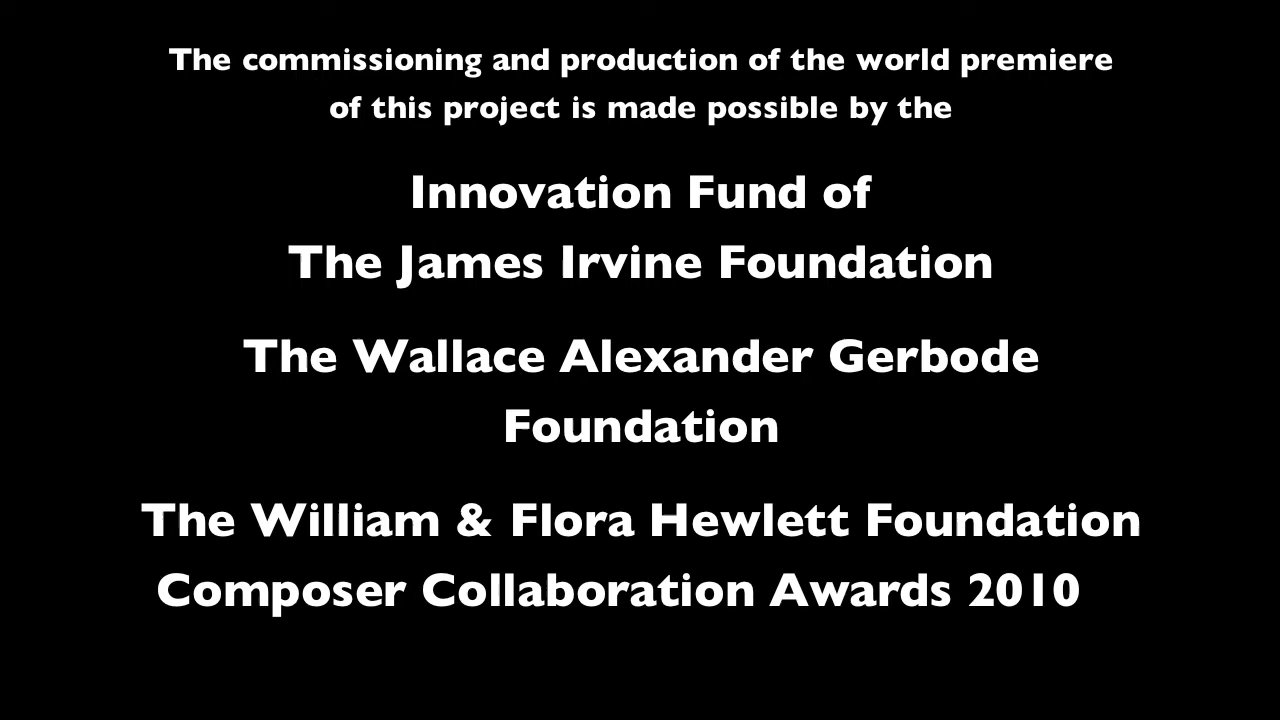 The commissioning and production of the world premiere
of this project is made possible by the
Innovation Fund of
The James Irvine Foundation
The Wallace Alexander Gerbode
Foundation
The William & Flora Hewlett Foundation
Composer Collaboration Awards 2010